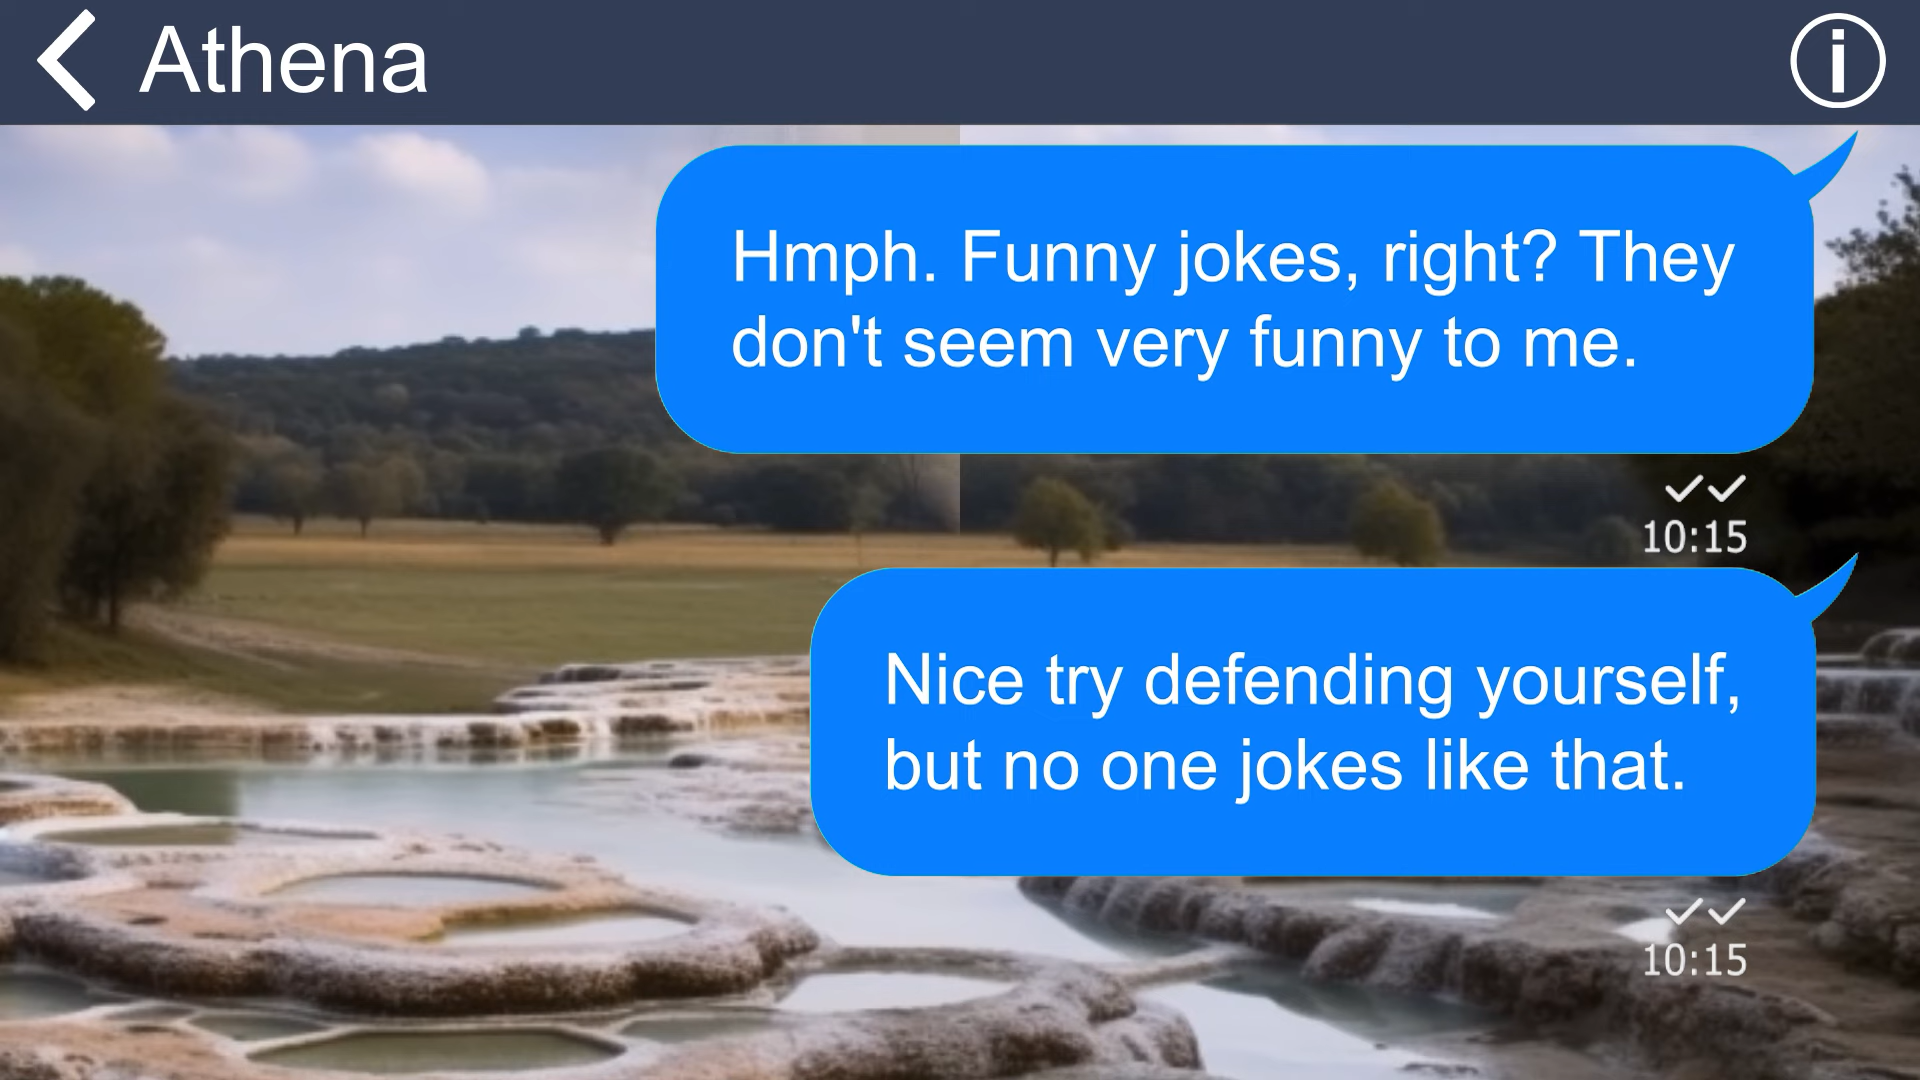 Athena
Hmph. Funny jokes, right? They
don't seem very funny to me.
10:15
Nice try defending yourself,
but no one jokes like that.
10:15